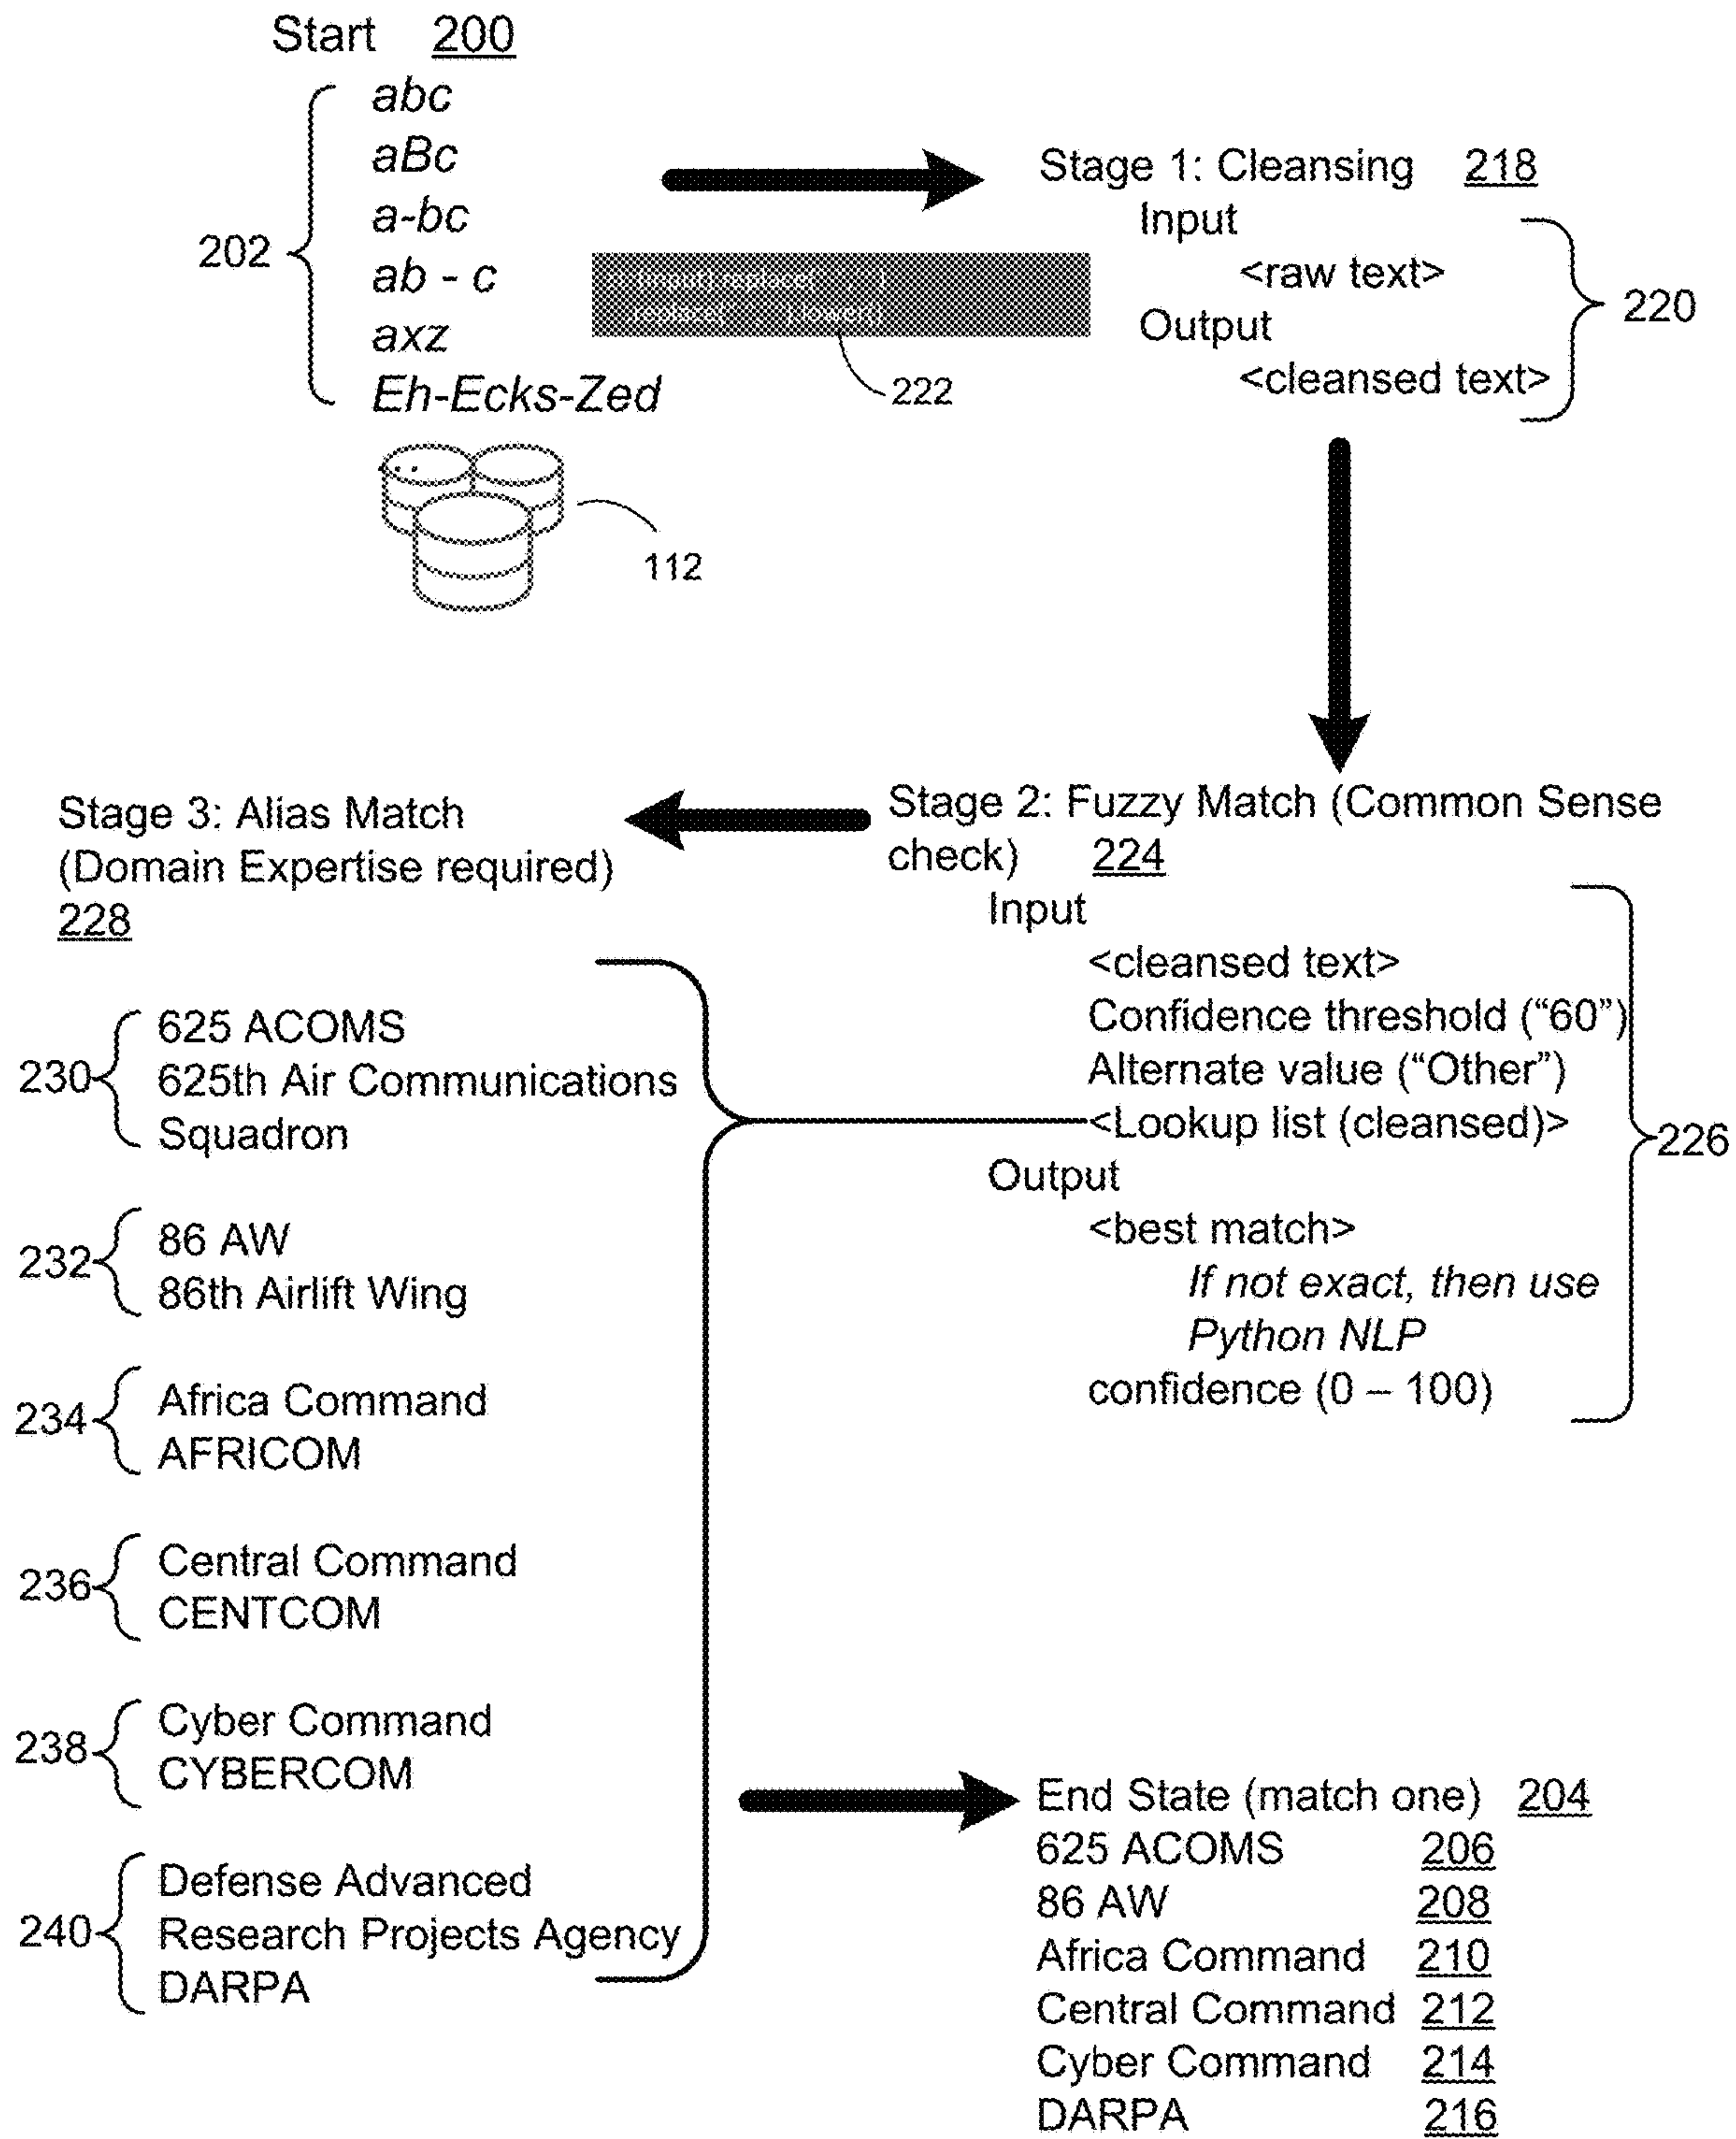 Start 200
abc
aBc
a-bc
ab - c
axz
Eh-Ecks-Zed
...
202
112
222
Stage 1: Cleansing 218
Input
<raw text>
Output
<cleansed text>
220
Stage 2: Fuzzy Match (Common Sense
check) 224
Input
<cleansed text>
Confidence threshold (“60”)
Alternate value (“Other”)
<Lookup list (cleansed)>
Output
<best match>
If not exact, then use
Python NLP
confidence (0 – 100)
226
Stage 3: Alias Match
(Domain Expertise required)
228
230
625 ACOMS
625th Air Communications
Squadron
232
86 AW
86th Airlift Wing
234
Africa Command
AFRICOM
236
Central Command
CENTCOM
238
Cyber Command
CYBERCOM
240
Defense Advanced
Research Projects Agency
DARPA
End State (match one) 204
625 ACOMS 206
86 AW 208
Africa Command 210
Central Command 212
Cyber Command 214
DARPA 216